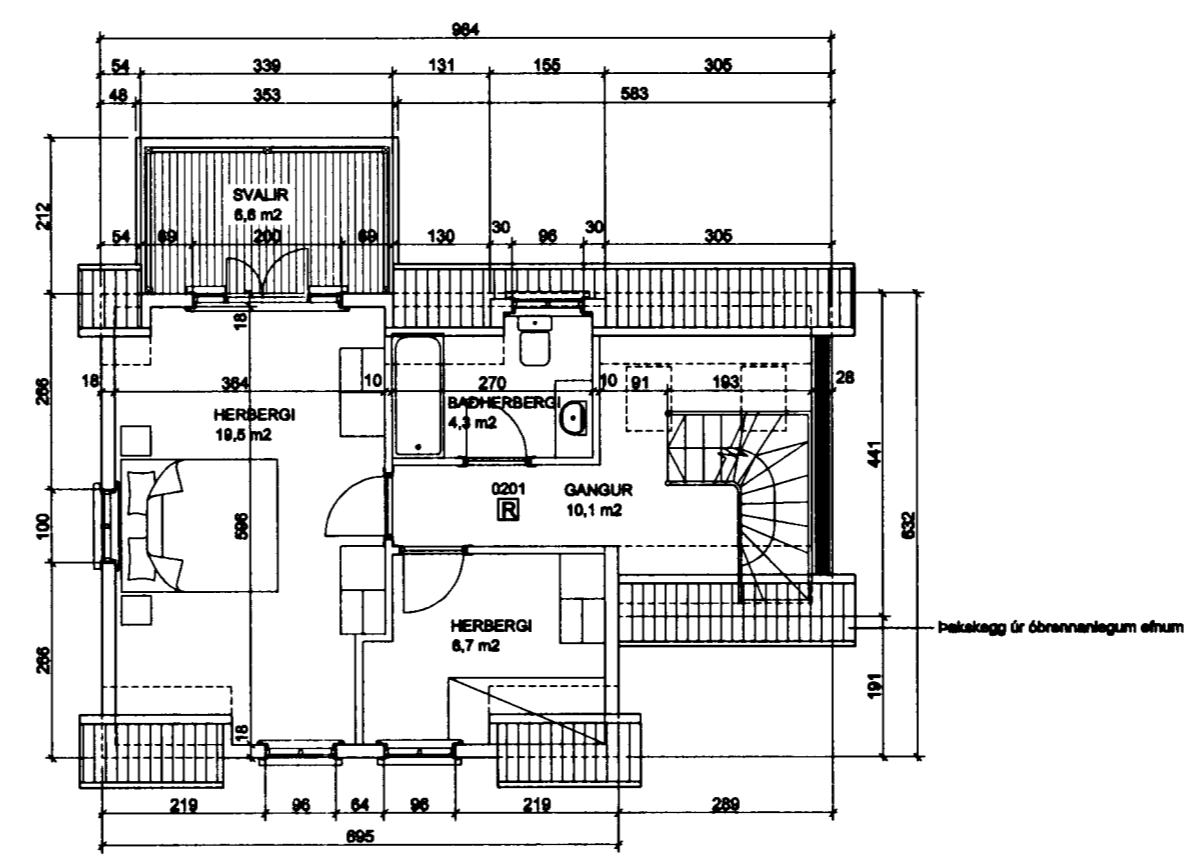 984
54 339 131 155 305
48 353 583
212
SVALIR
6,6 m2
30 30
54 69 200 69 130 96 305
18
266
18 364 10 270 10 91 193 28
HERBERGI
19,5 m2
BAÐHERBERGI
4,3 m2
441
0201
R
GANGUR
10,1 m2
100
596
632
HERBERGI
6,7 m2
Þakskegg úr óbrennanlegum efnum
266
191
18
219 96 64 96 219 289
695